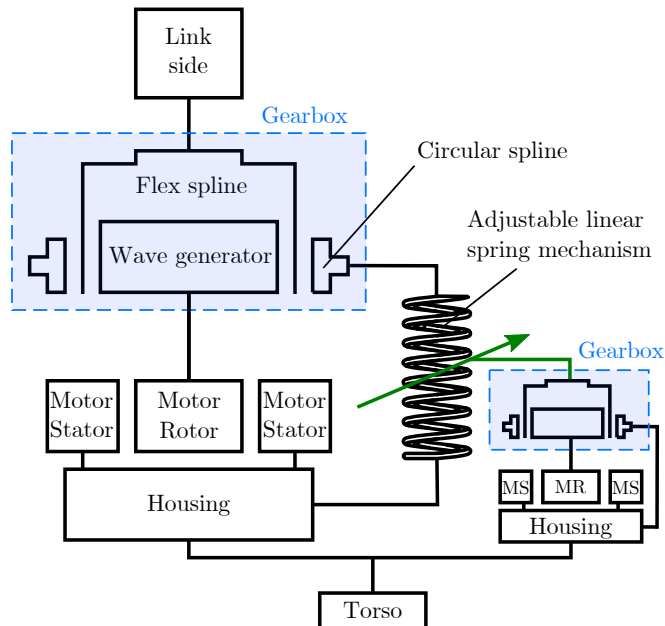 Link
side
Gearbox
Circular spline
Flex spline
Adjustable linear
spring mechanism
Wave generator
Gearbox
Motor
Stator
Motor
Rotor
Motor
Stator
MS
MR
MS
Housing
Housing
Torso